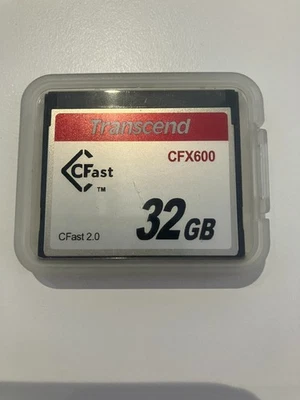 Transcend
CFX600
CFast
TM
32GB
CFast 2.0